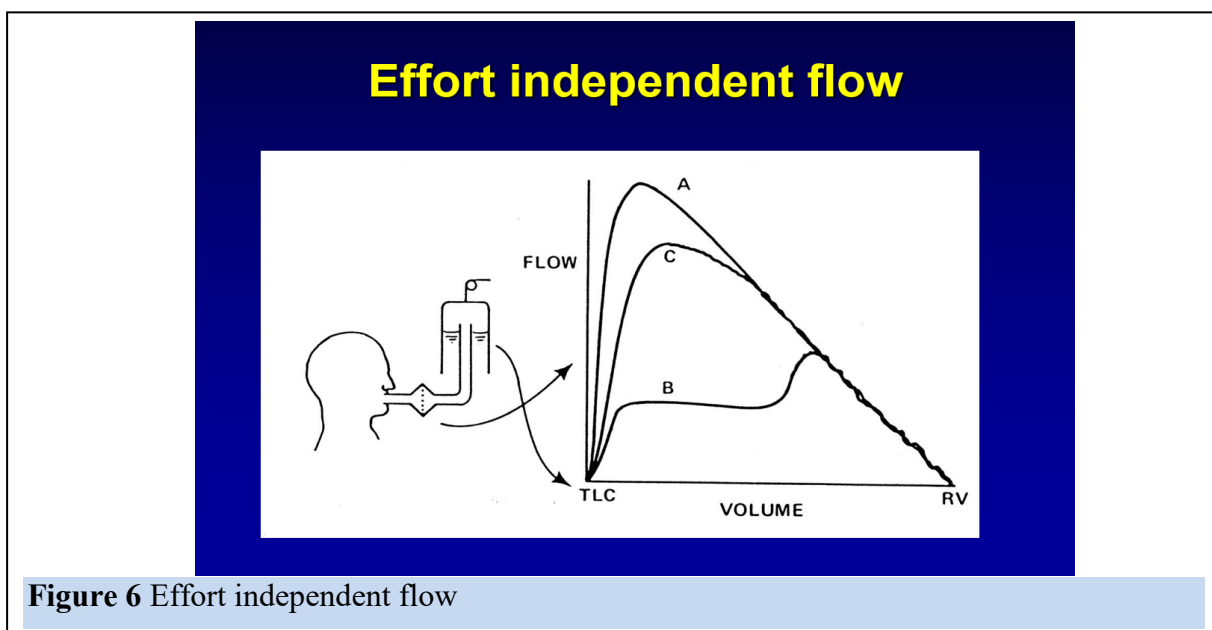 Effort independent flow
A
C
FLOW
B
TLC
RV
VOLUME
Figure 6 Effort independent flow